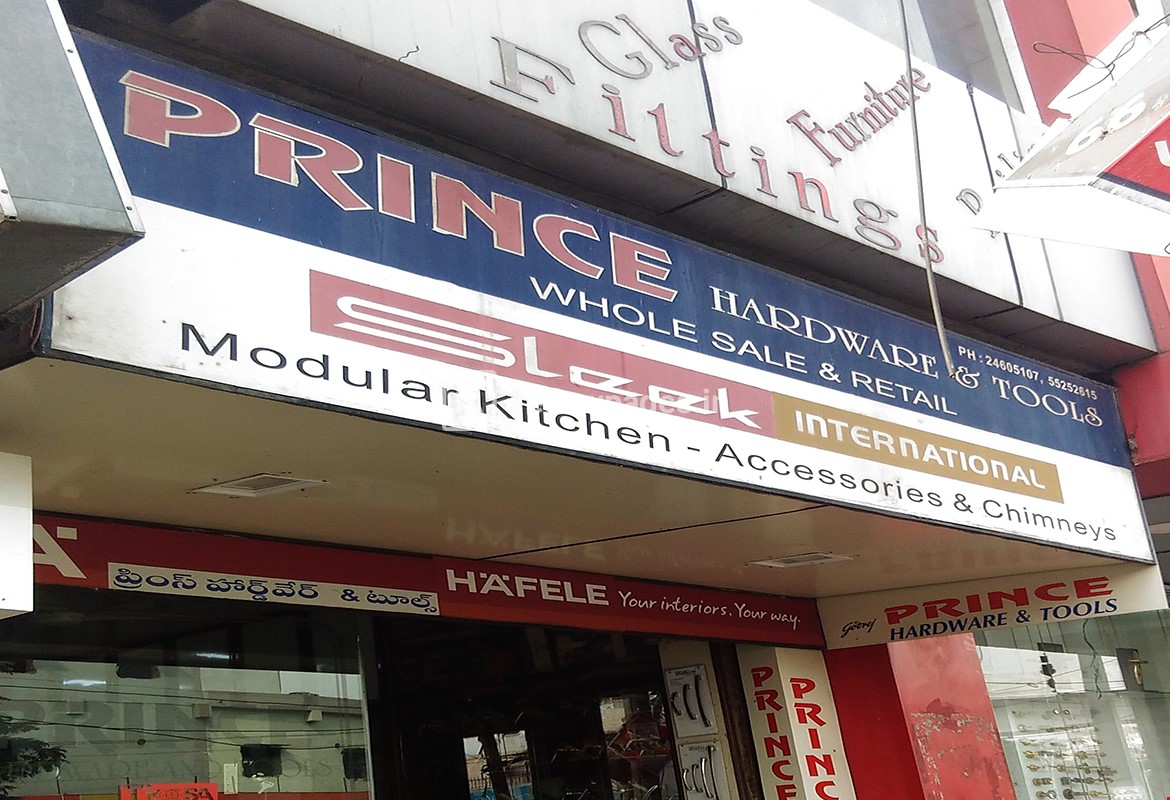 Glass
Fittings
Furniture
PRINCE HARDWARE & TOOLS
PH : 24605107, 55252615
WHOLE SALE & RETAIL
Sleek INTERNATIONAL
Modular Kitchen - Accessories & Chimneys
ప్రింస్ హార్డ్‌వేర్ & టూల్స్
HÄFELE Your interiors. Your way.
Godrej
PRINCE
HARDWARE & TOOLS
PRINCE
PRINC